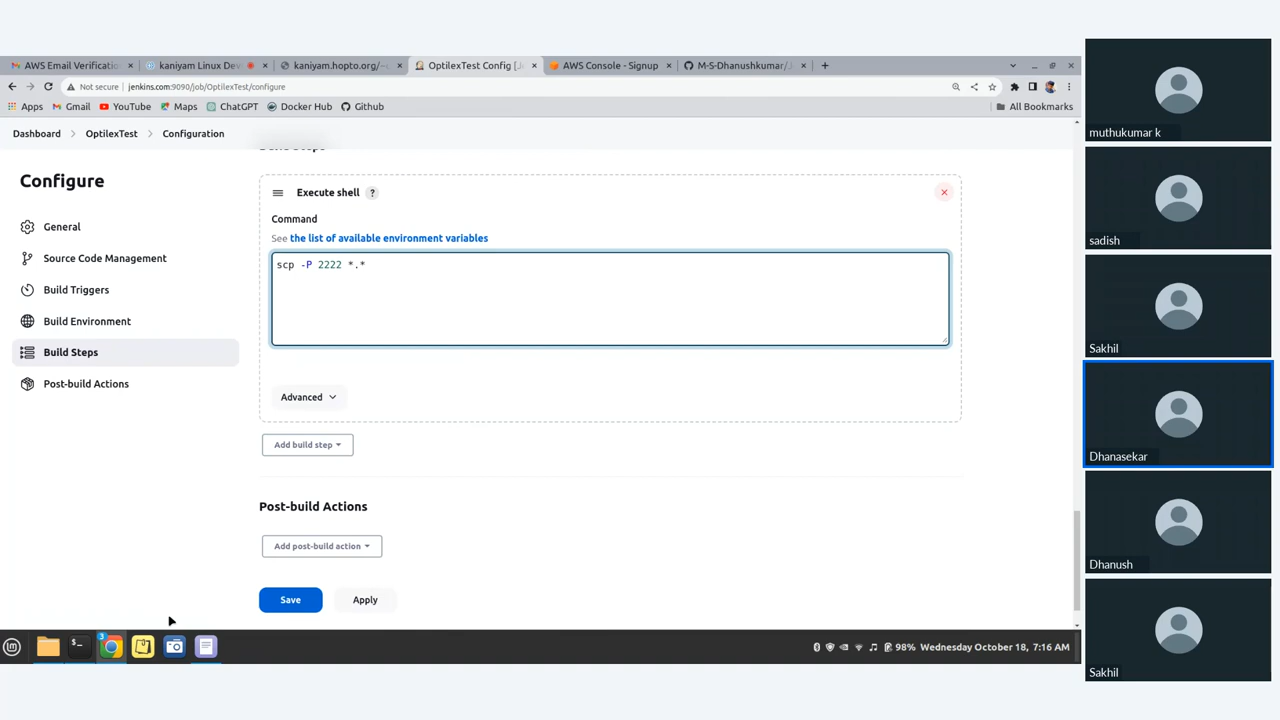 AWS Email Verificatio
kaniyam Linux Dev
kaniyam.hopto.org/~
OptilexTest Config [J
AWS Console - Signup
M-S-Dhanushkumar/J
Not secure jenkins.com:9090/job/OptilexTest/configure
Apps Gmail YouTube Maps ChatGPT Docker Hub Github All Bookmarks
Dashboard > OptilexTest > Configuration
Configure
General
Source Code Management
Build Triggers
Build Environment
Build Steps
Post-build Actions
Build Steps
Execute shell ?
Command
See the list of available environment variables
scp -P 2222 *.*
Advanced
Add build step
Post-build Actions
Add post-build action
Save Apply
3
98% Wednesday October 18, 7:16 AM
muthukumar k
sadish
Sakhil
Dhanasekar
Dhanush
Sakhil